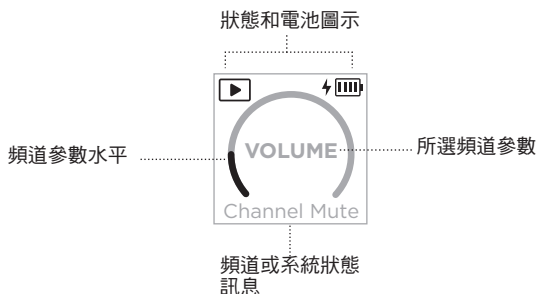 狀態和電池圖示
VOLUME
頻道參數水平
所選頻道參數
Channel Mute
頻道或系統狀態
訊息